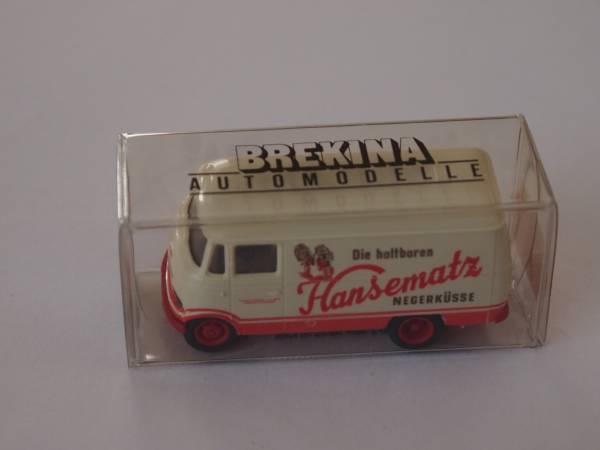 BREKINA
AUTOMODELLE
Die haltbaren
Hansematz
NEGERKÜSSE